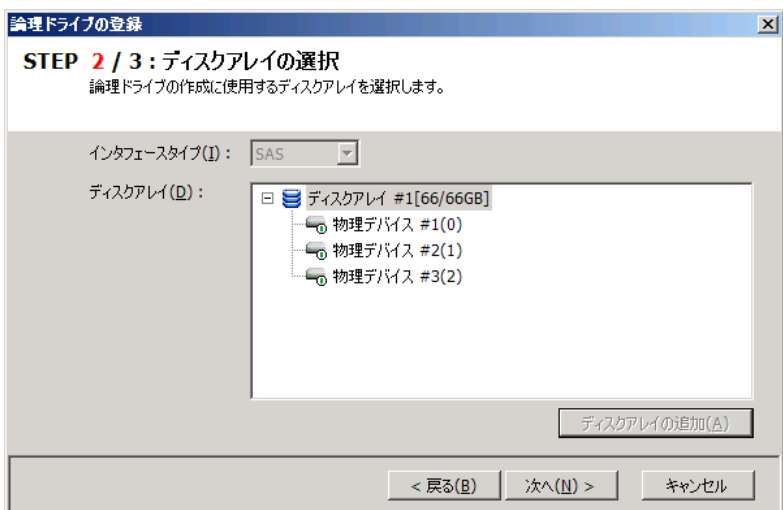 論理ドライブの登録
STEP 2 / 3 : ディスクアレイの選択
論理ドライブの作成に使用するディスクアレイを選択します。
インタフェースタイプ(I) : SAS
ディスクアレイ(D) : ディスクアレイ #1[66/66GB]
物理デバイス #1(0)
物理デバイス #2(1)
物理デバイス #3(2)
ディスクアレイの追加(A)
< 戻る(B) 次へ(N) > キャンセル